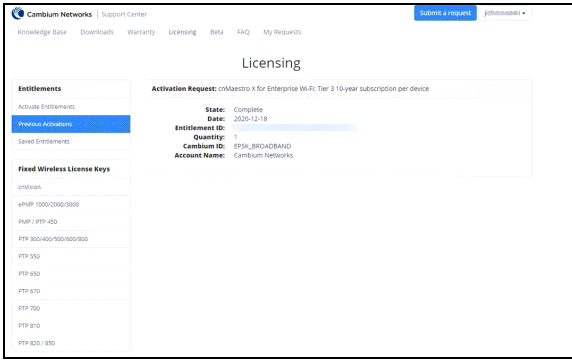 Cambium Networks | Support Center
Submit a request
Knowledge Base Downloads Warranty Licensing Beta FAQ My Requests
Licensing
Entitlements
Activate Entitlements
Previous Activations
Saved Entitlements
Fixed Wireless License Keys
cnVision
ePMP 1000/2000/3000
PMP / PTP 450
PTP 300/400/500/600/800
PTP 550
PTP 650
PTP 670
PTP 700
PTP 810
PTP 820 / 850
Activation Request: cnMaestro X for Enterprise Wi-Fi; Tier 3 10-year subscription per device
State: Complete
Date: 2020-12-18
Entitlement ID:
Quantity: 1
Cambium ID: EPSK_BROADBAND
Account Name: Cambium Networks